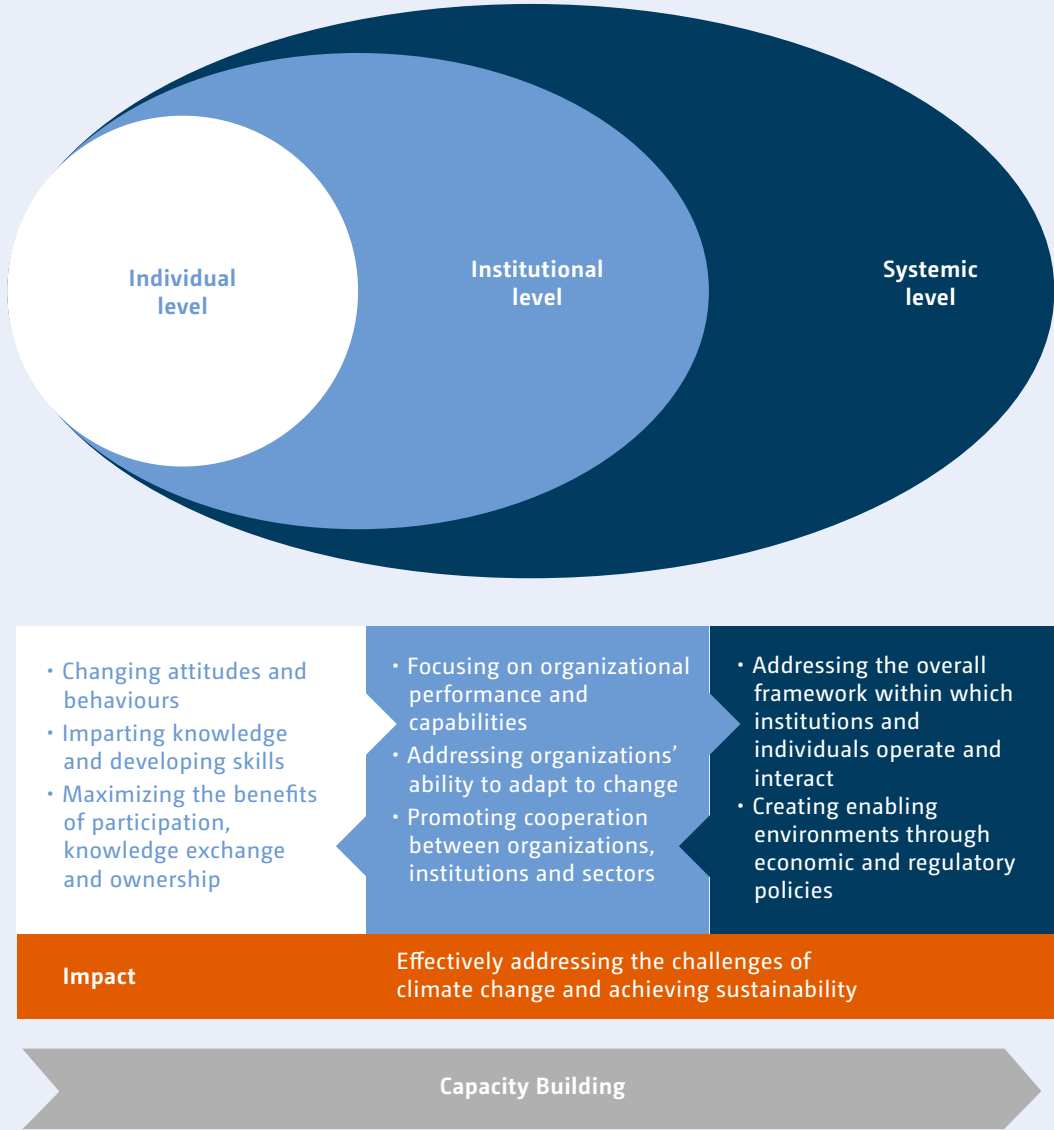 Individual
level
Institutional
level
Systemic
level
• Changing attitudes and
behaviours
• Imparting knowledge
and developing skills
• Maximizing the benefits
of participation,
knowledge exchange
and ownership
• Focusing on organizational
performance and
capabilities
• Addressing organizations’
ability to adapt to change
• Promoting cooperation
between organizations,
institutions and sectors
• Addressing the overall
framework within which
institutions and
individuals operate and
interact
• Creating enabling
environments through
economic and regulatory
policies
Impact
Effectively addressing the challenges of
climate change and achieving sustainability
Capacity Building